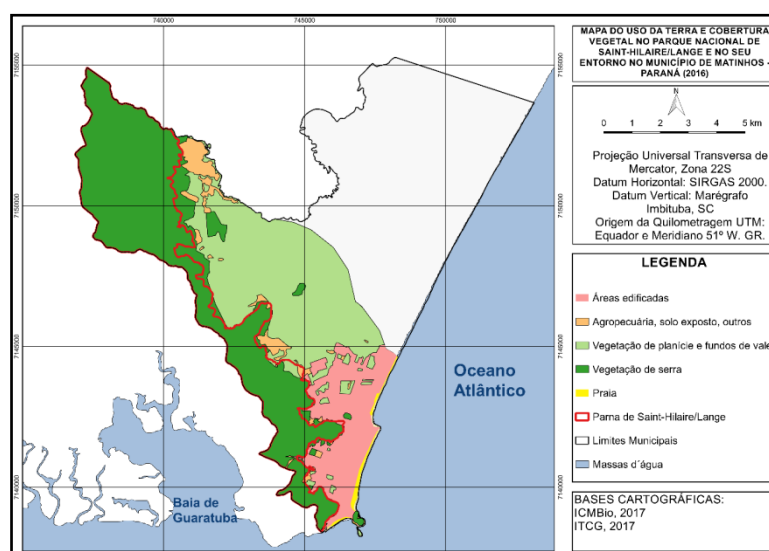 740000
745000
750000
7155000
7150000
7145000
7140000
Oceano
Atlântico
Baia de
Guaratuba
MAPA DO USO DA TERRA E COBERTURA
VEGETAL NO PARQUE NACIONAL DE
SAINT-HILAIRE/LANGE E NO SEU
ENTORNO NO MUNICÍPIO DE MATINHOS -
PARANÁ (2016)
N
0 1 2 3 4 5 km
Projeção Universal Transversa de
Mercator, Zona 22S
Datum Horizontal: SIRGAS 2000.
Datum Vertical: Marégrafo
Imbituba, SC
Origem da Quilometragem UTM:
Equador e Meridiano 51º W. GR.
LEGENDA
Áreas edificadas
Agropecuária, solo exposto, outros
Vegetação de planície e fundos de vale
Vegetação de serra
Praia
Parna de Saint-Hilaire/Lange
Limites Municipais
Massas d´água
BASES CARTOGRÁFICAS:
ICMBio, 2017
ITCG, 2017